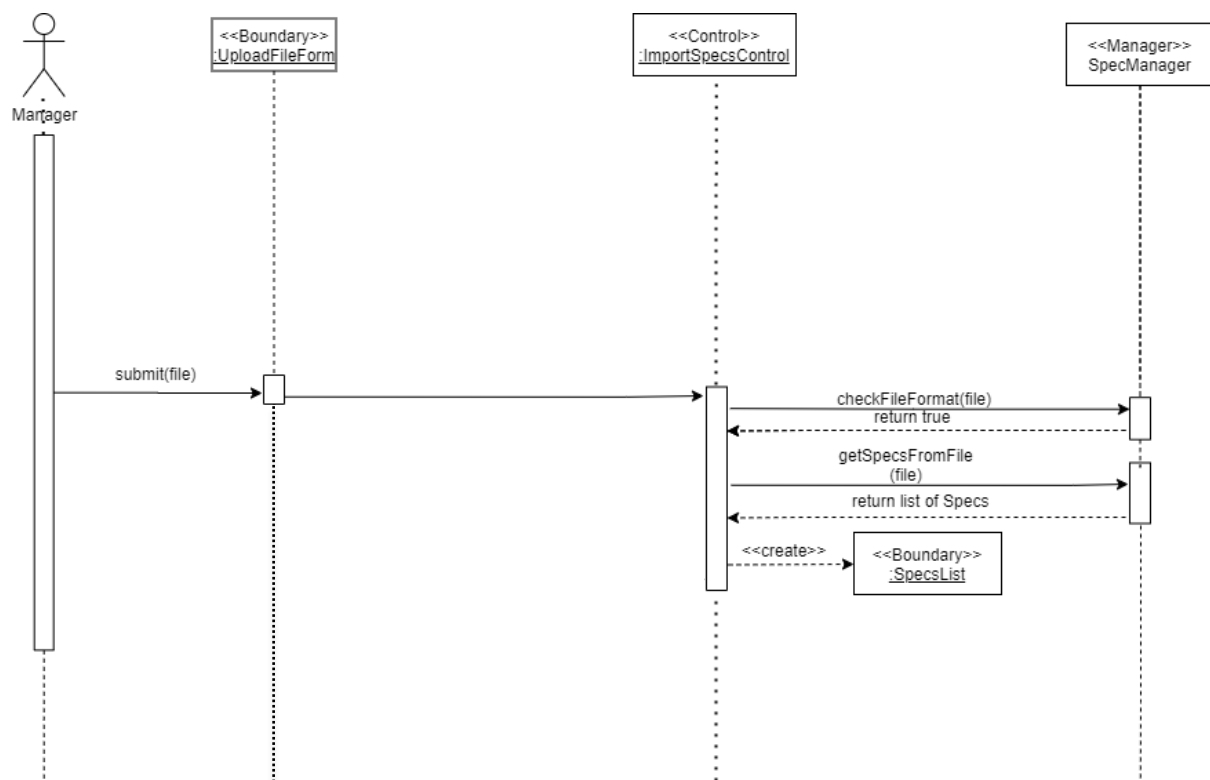 <<Boundary>>
:UploadFileForm
<<Control>>
:ImportSpecsControl
<<Manager>>
SpecManager
Manager
submit(file)
checkFileFormat(file)
return true
getSpecsFromFile
(file)
return list of Specs
<<create>>
<<Boundary>>
:SpecsList